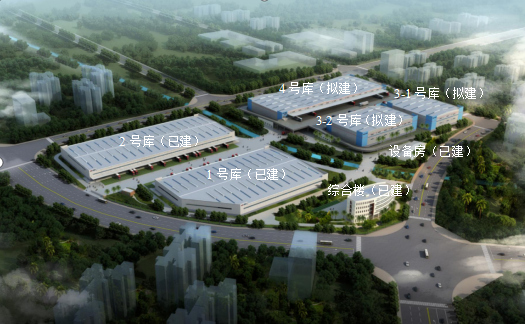 4 号库（拟建）
3-1 号库（拟建）
3-2 号库（拟建）
2 号库（已建）
设备房（已建）
1 号库（已建）
综合楼（已建）